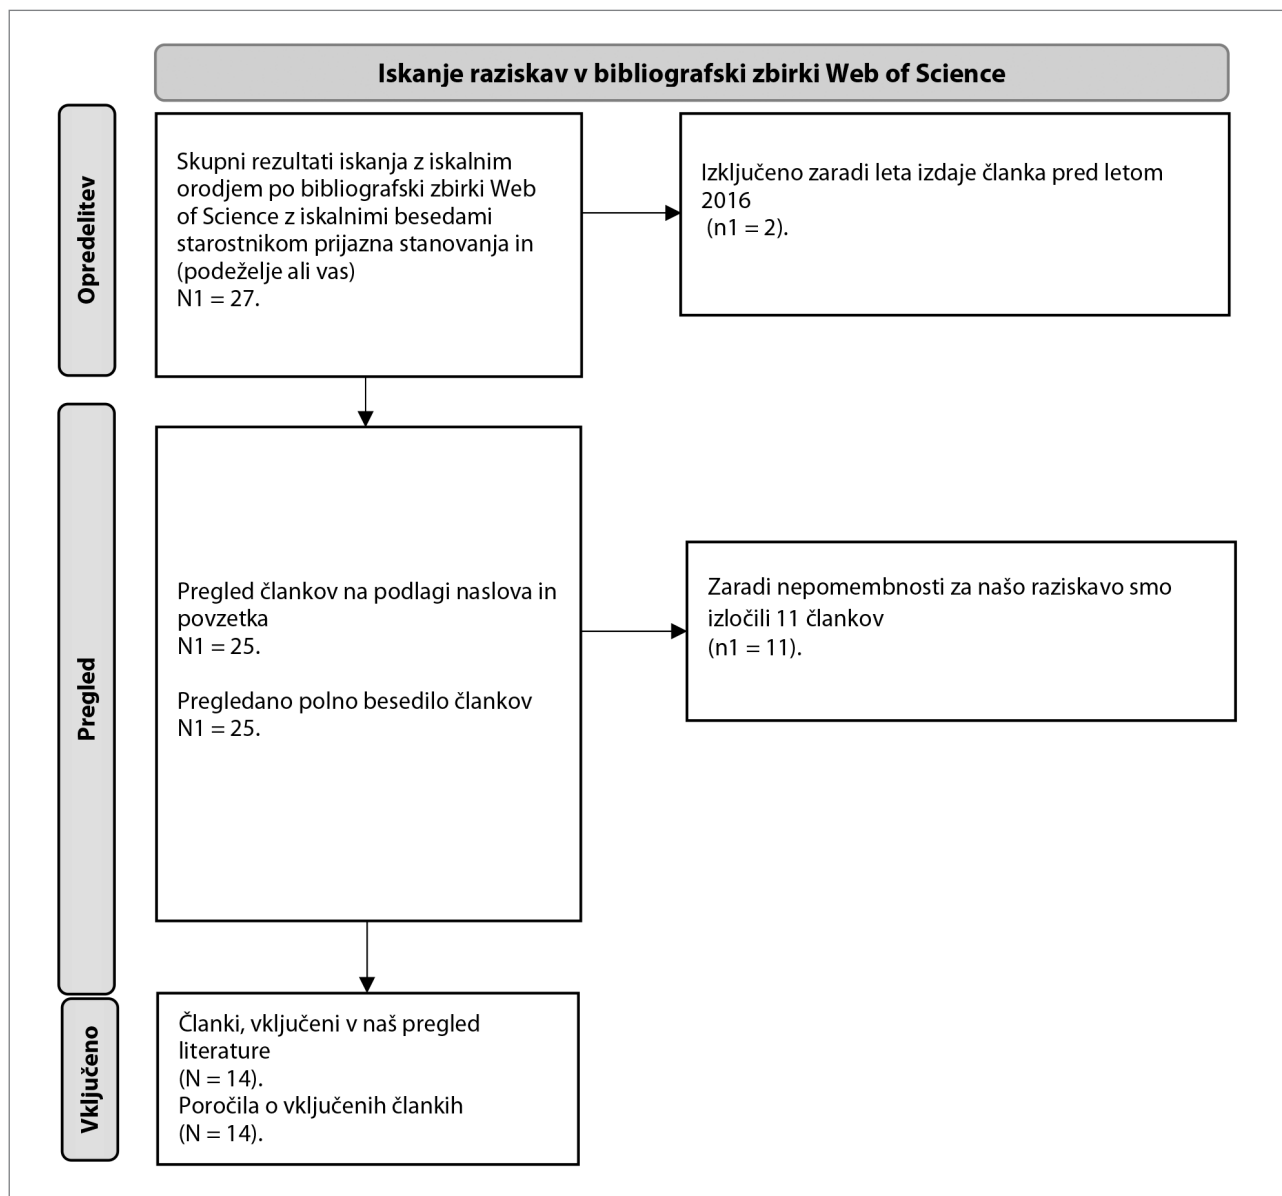 Iskanje raziskav v bibliografski zbirki Web of Science
Opredelitev
Skupni rezultati iskanja z iskalnim
orodjem po bibliografski zbirki Web
of Science z iskalnimi besedami
starostnikom prijazna stanovanja in
(podeželje ali vas)
N1 = 27.
Izključeno zaradi leta izdaje članka pred letom
2016
(n1 = 2).
Pregled
Pregled člankov na podlagi naslova in
povzetka
N1 = 25.
Pregledano polno besedilo člankov
N1 = 25.
Zaradi nepomembnosti za našo raziskavo smo
izločili 11 člankov
(n1 = 11).
Vključeno
Članki, vključeni v naš pregled
literature
(N = 14).
Poročila o vključenih člankih
(N = 14).